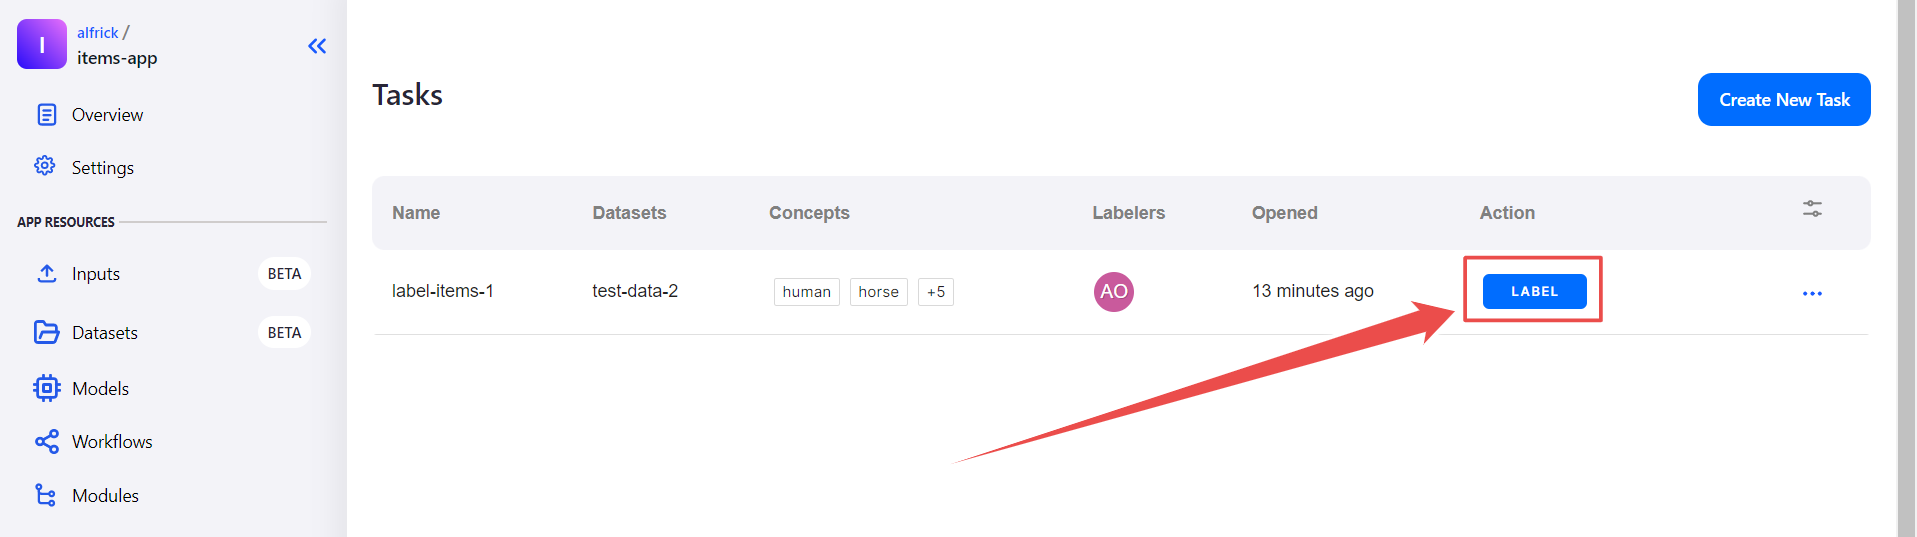 I
alfrick /
items-app
Overview
Settings
APP RESOURCES
Inputs BETA
Datasets BETA
Models
Workflows
Modules
Tasks
Create New Task
Name Datasets Concepts Labelers Opened Action
label-items-1 test-data-2 human horse +5 AO 13 minutes ago LABEL